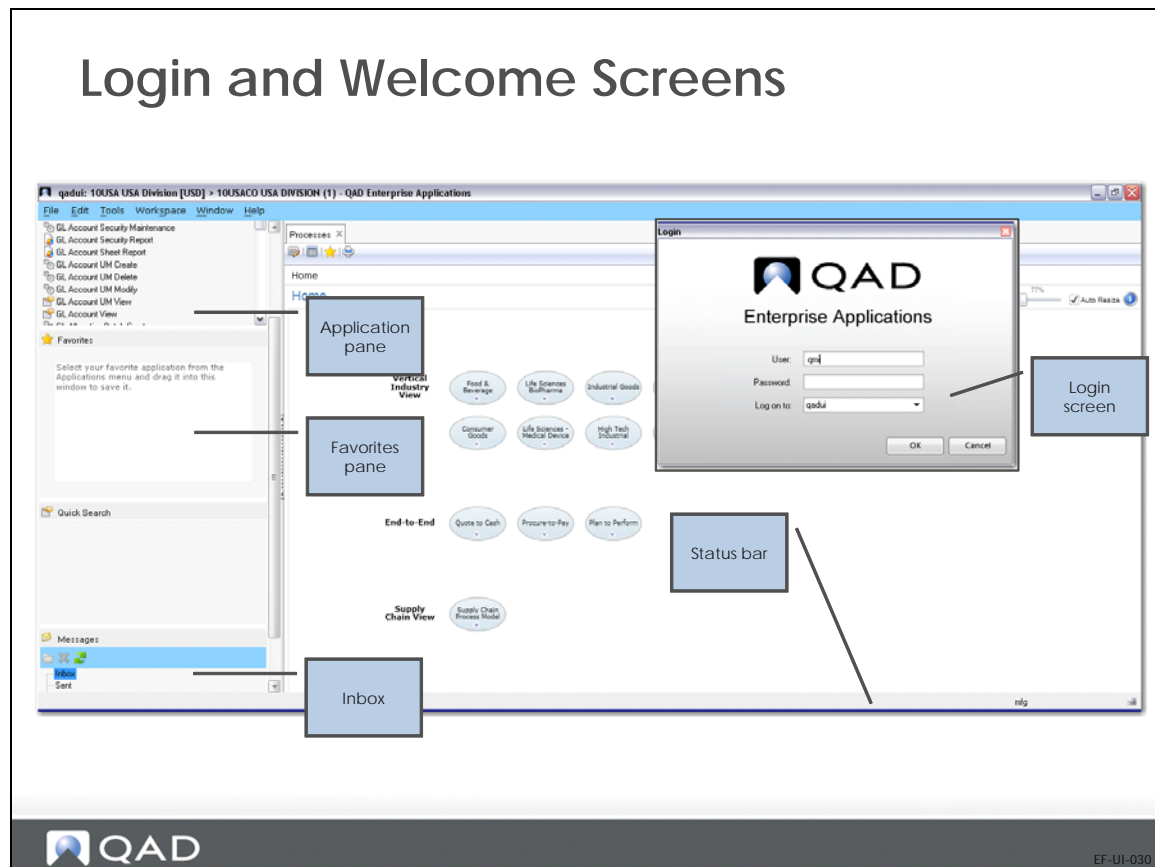 Login and Welcome Screens
qadui: 10USA USA Division [USD] > 10USACO USA DIVISION (1) - QAD Enterprise Applications
File Edit Tools Workspace Window Help
GL Account Security Maintenance
GL Account Security Report
GL Account Sheet Report
GL Account UM Create
GL Account UM Delete
GL Account UM Modify
GL Account UM View
GL Account View
Favorites
Select your favorite application from the
Applications menu and drag it into this
window to save it.
Quick Search
Messages
Inbox
Sent
Processes X
Home
Home
77%
Auto Resize
Application
pane
Favorites
pane
Inbox
Vertical
Industry
View
Food &
Beverage
Life Sciences
BioPharma
Industrial Goods
Consumer
Goods
Life Sciences -
Medical Device
High Tech
Industrial
End-to-End
Quote to Cash
Procure-to-Pay
Plan to Perform
Supply
Chain View
Supply Chain
Process Model
Login
QAD
Enterprise Applications
User:
Password:
Log on to: qadui
OK Cancel
Login
screen
Status bar
mfg
QAD
EF-UI-030